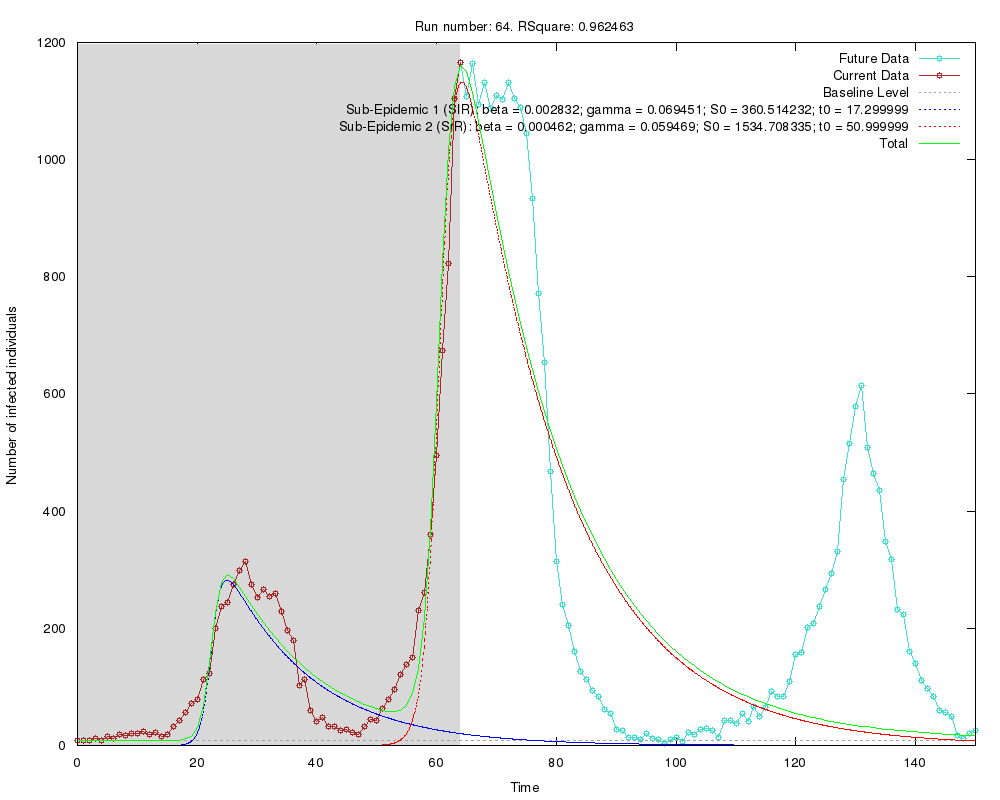 Run number: 64. RSquare: 0.962463
Future Data
Current Data
Baseline Level
Sub-Epidemic 1 (SIR): beta = 0.002832; gamma = 0.069451; S0 = 360.514232; t0 = 17.299999
Sub-Epidemic 2 (SIR): beta = 0.000462; gamma = 0.059469; S0 = 1534.708335; t0 = 50.999999
Total
1200
1000
800
600
400
200
0
Number of infected individuals
0 20 40 60 80 100 120 140
Time